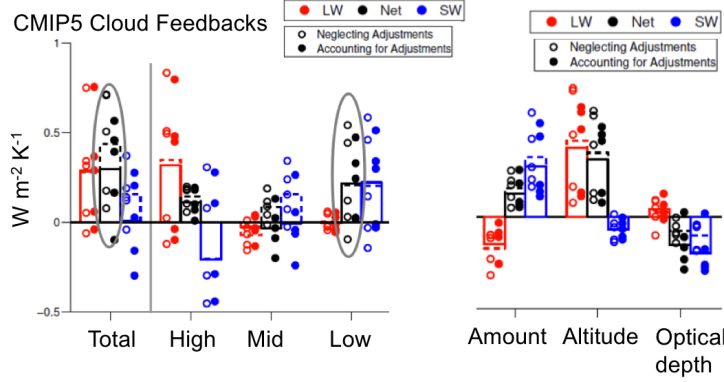 CMIP5 Cloud Feedbacks
LW Net SW
Neglecting Adjustments
Accounting for Adjustments
LW Net SW
Neglecting Adjustments
Accounting for Adjustments
W m-2 K-1
1
0.5
0
−0.5
Total High Mid Low
Amount Altitude Optical
depth